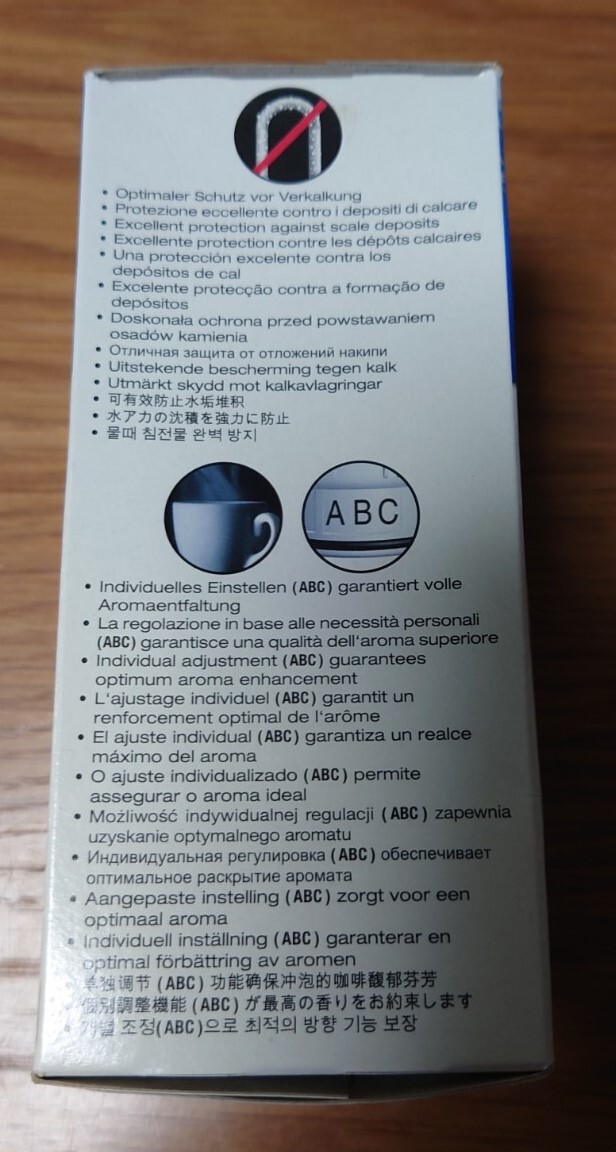 • Optimaler Schutz vor Verkalkung
• Protezione eccellente contro i depositi di calcare
• Excellent protection against scale deposits
• Excellente protection contre les dépôts calcaires
• Una protección excelente contra los
depósitos de cal
• Excelente protecção contra a formação de
depósitos
• Doskonała ochrona przed powstawaniem
osadów kamienia
• Отличная защита от отложений накипи
• Uitstekende bescherming tegen kalk
• Utmärkt skydd mot kalkavlagringar
• 可有效防止水垢堆积
• 水アカの沈積を強力に防止
• 물때 침전물 완벽 방지
ABC
• Individuelles Einstellen (ABC) garantiert volle
Aromaentfaltung
• La regolazione in base alle necessità personali
(ABC) garantisce una qualità dell'aroma superiore
• Individual adjustment (ABC) guarantees
optimum aroma enhancement
• L'ajustage individuel (ABC) garantit un
renforcement optimal de l'arôme
• El ajuste individual (ABC) garantiza un realce
máximo del aroma
• O ajuste individualizado (ABC) permite
assegurar o aroma ideal
• Możliwość indywidualnej regulacji (ABC) zapewnia
uzyskanie optymalnego aromatu
• Индивидуальная регулировка (ABC) обеспечивает
оптимальное раскрытие аромата
• Aangepaste instelling (ABC) zorgt voor een
optimaal aroma
• Individuell inställning (ABC) garanterar en
optimal förbättring av aromen
• 单独调节 (ABC) 功能确保冲泡的咖啡馥郁芬芳
• 個別調整機能 (ABC) が最高の香りをお約束します
• 개별 조정(ABC)으로 최적의 방향 기능 보장